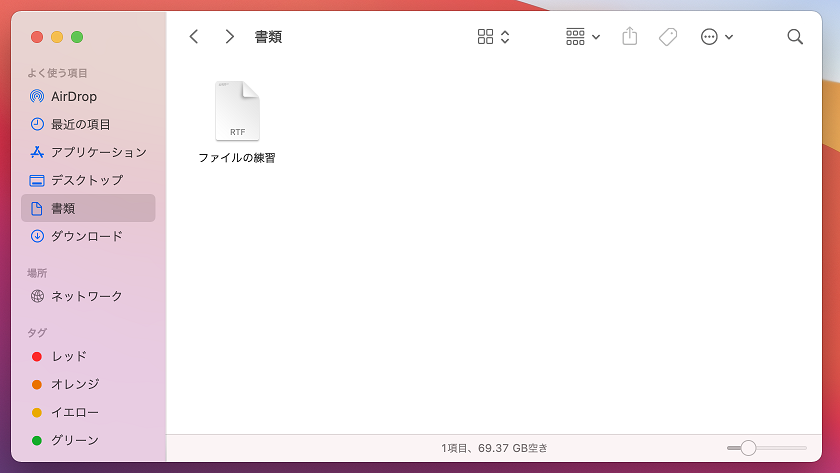 書類
よく使う項目
AirDrop
最近の項目
アプリケーション
デスクトップ
書類
ダウンロード
場所
ネットワーク
タグ
レッド
オレンジ
イエロー
グリーン
RTF
ファイルの練習
1項目、69.37 GB空き